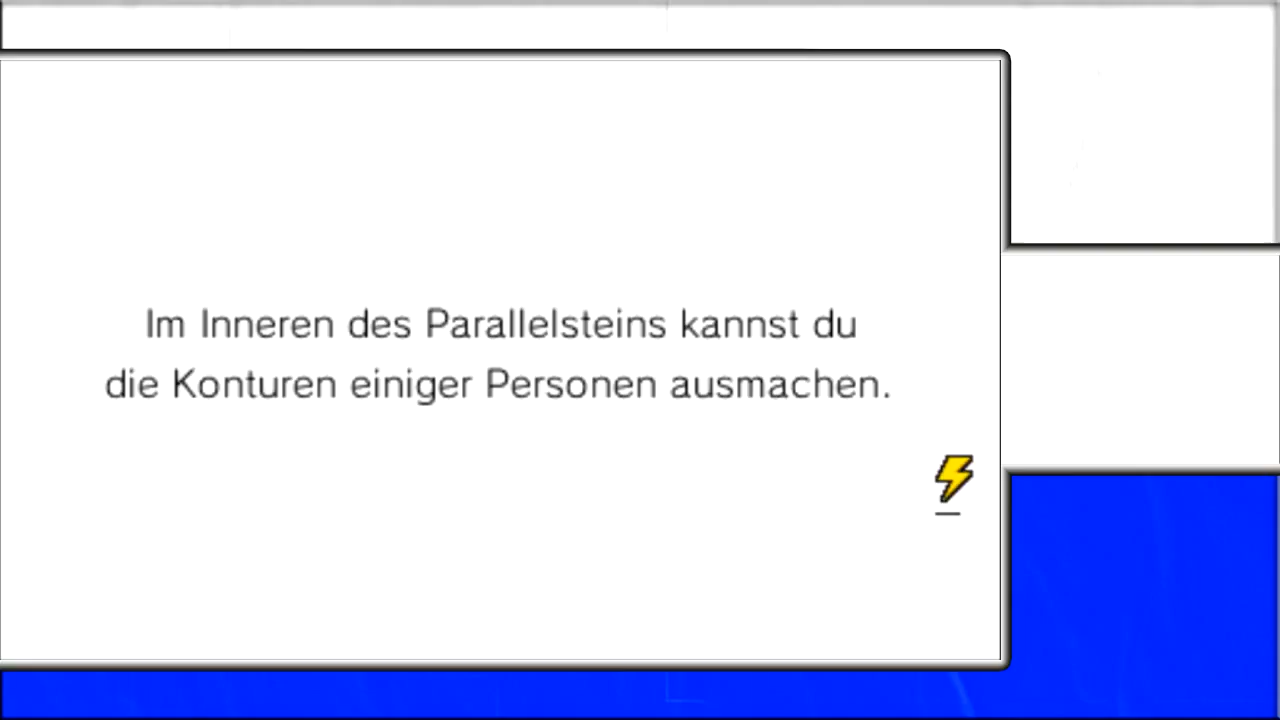 Im Inneren des Parallelsteins kannst du
die Konturen einiger Personen ausmachen.